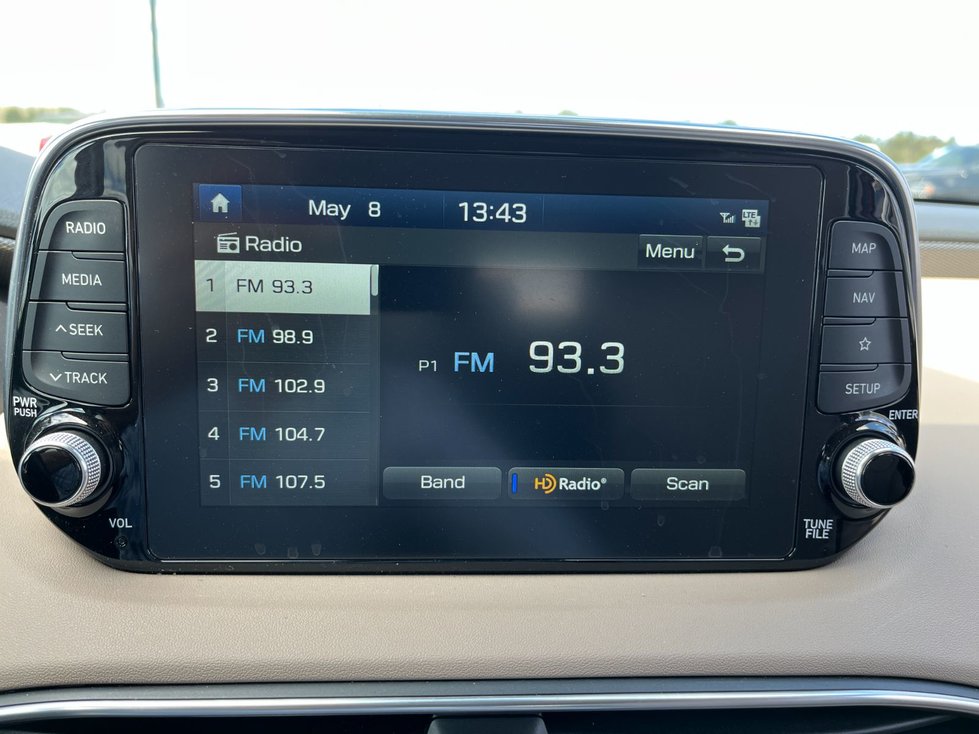 RADIO
MEDIA
SEEK
TRACK
PWR
PUSH
VOL
May 8 13:43
LTE
Radio Menu
1 FM 93.3
2 FM 98.9
3 FM 102.9
4 FM 104.7
5 FM 107.5
P1 FM 93.3
Band HD Radio® Scan
MAP
NAV
SETUP
ENTER
TUNE
FILE